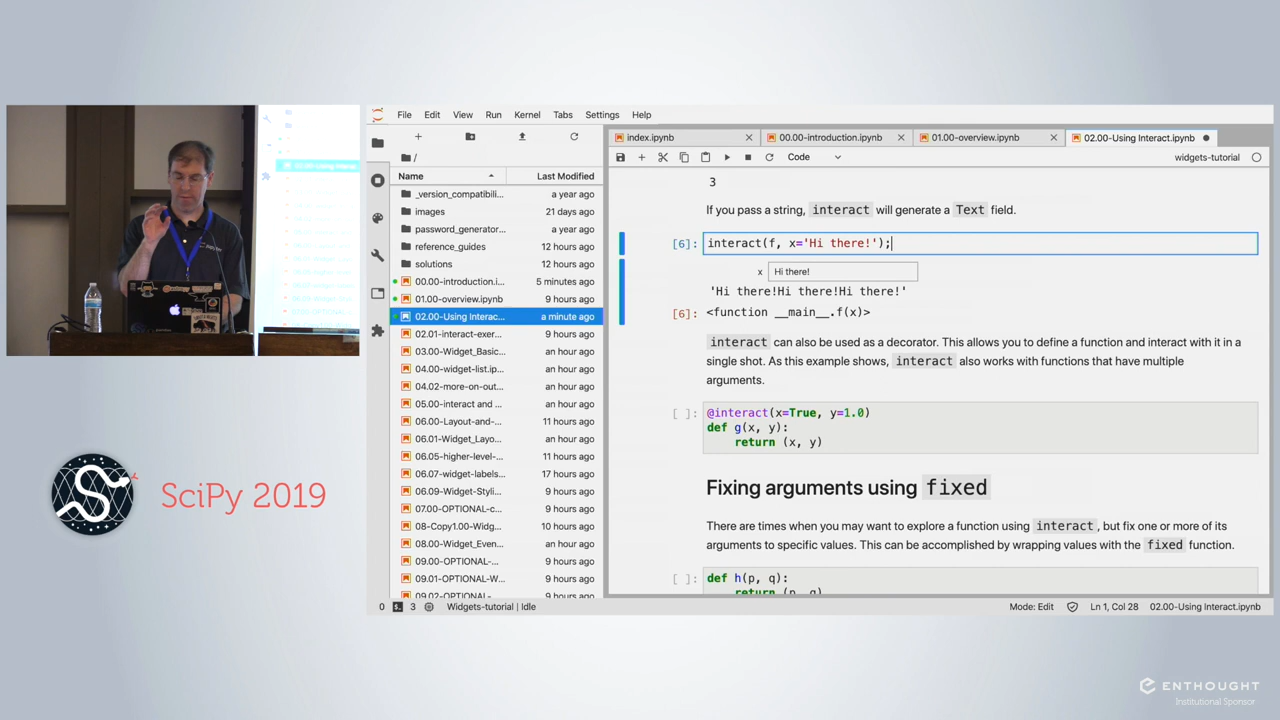 File Edit View Run Kernel Tabs Settings Help
/
Name Last Modified
_version_compatibili... a year ago
images 21 days ago
password_generator... a year ago
reference_guides 12 hours ago
solutions 12 hours ago
00.00-introduction.i... 5 minutes ago
01.00-overview.ipynb 9 hours ago
02.00-Using Interac... a minute ago
02.01-interact-exer... 9 hours ago
03.00-Widget_Basic... an hour ago
04.00-widget-list.ip... an hour ago
04.02-more-on-out... an hour ago
05.00-interact and ... an hour ago
06.00-Layout-and-... 11 hours ago
06.01-Widget_Layo... an hour ago
06.05-higher-level-... 11 hours ago
06.07-widget-labels... 17 hours ago
06.09-Widget-Styli... 9 hours ago
07.00-OPTIONAL-c... 9 hours ago
08-Copy1.00-Widg... 10 hours ago
08.00-Widget_Even... an hour ago
09.00-OPTIONAL-... 9 hours ago
09.01-OPTIONAL-W... 9 hours ago
09.02-OPTIONAL-... 9 hours ago
index.ipynb 00.00-introduction.ipynb 01.00-overview.ipynb 02.00-Using Interact.ipynb
Code widgets-tutorial
3
If you pass a string, interact will generate a Text field.
[6]: interact(f, x='Hi there!');
x Hi there!
'Hi there!Hi there!Hi there!'
[6]: <function __main__.f(x)>
interact can also be used as a decorator. This allows you to define a function and interact with it in a
single shot. As this example shows, interact also works with functions that have multiple
arguments.
[ ]: @interact(x=True, y=1.0)
def g(x, y):
return (x, y)
Fixing arguments using fixed
There are times when you may want to explore a function using interact, but fix one or more of its
arguments to specific values. This can be accomplished by wrapping values with the fixed function.
[ ]: def h(p, q):
return (p, q)
0 3 Widgets-tutorial | Idle Mode: Edit Ln 1, Col 28 02.00-Using Interact.ipynb
SciPy 2019
ENTHOUGHT
Institutional Sponsor